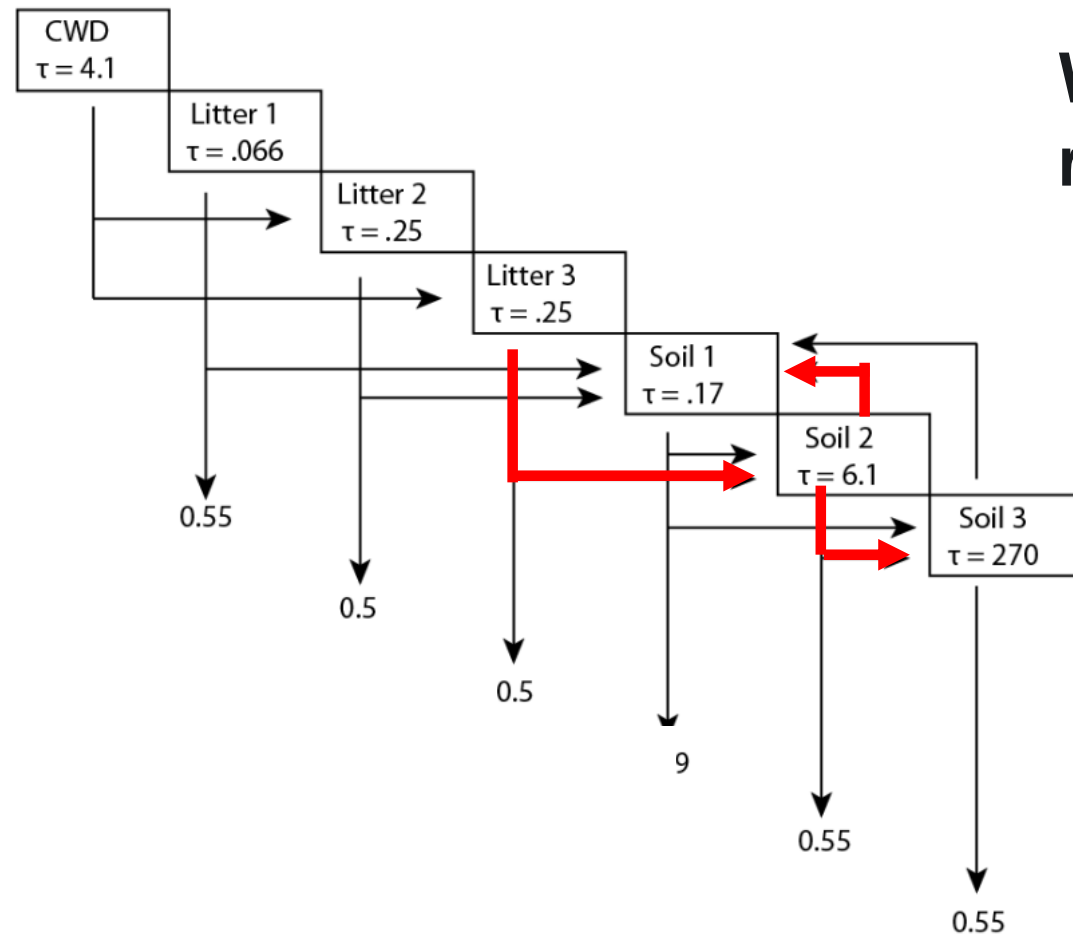 CWD
τ = 4.1
Litter 1
τ = .066
Litter 2
τ = .25
Litter 3
τ = .25
Soil 1
τ = .17
Soil 2
τ = 6.1
Soil 3
τ = 270
0.55
0.5
0.5
9
0.55
0.55